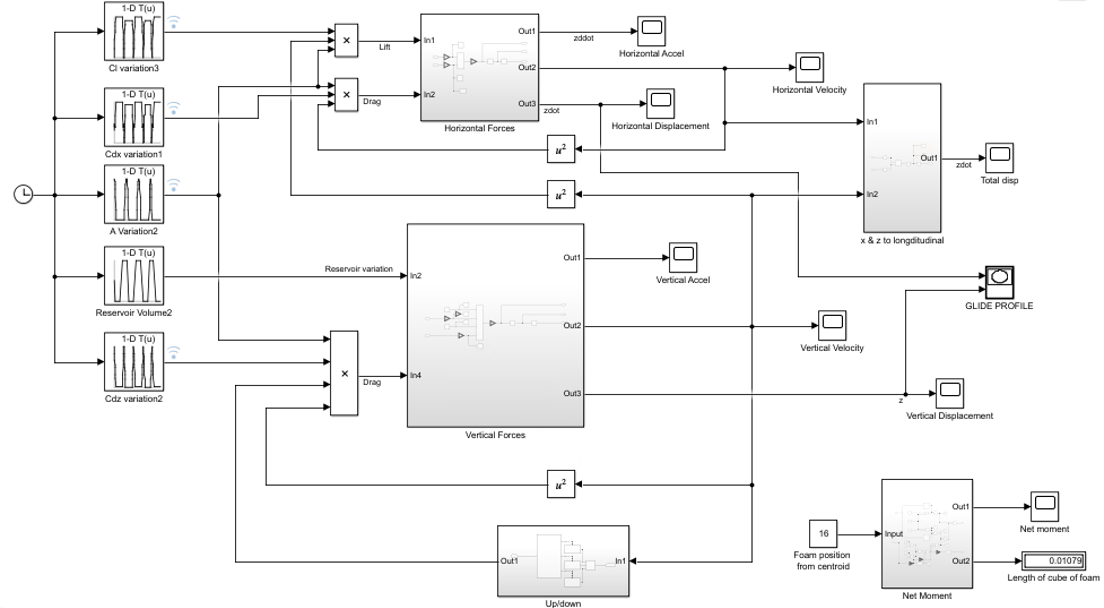 1-D T(u)
Cl variation3
1-D T(u)
Cdx variation1
1-D T(u)
A Variation2
1-D T(u)
Reservoir Volume2
1-D T(u)
Cdz variation2
×
Lift
×
Drag
In1
In2
Out1
Out2
Out3
Horizontal Forces
zddot
Horizontal Accel
Horizontal Velocity
zdot
Horizontal Displacement
u²
u²
In1
In2
Out1
x & z to longtitudinal
zdot
Total disp
Reservoir variation
In2
In4
Out1
Out2
Out3
Vertical Forces
Vertical Accel
GLIDE PROFILE
Vertical Velocity
×
Drag
z
Vertical Displacement
u²
Out1
In1
Up/down
16
Foam position
from centroid
Input
Out1
Out2
Net Moment
Net moment
0.01079
Length of cube of foam